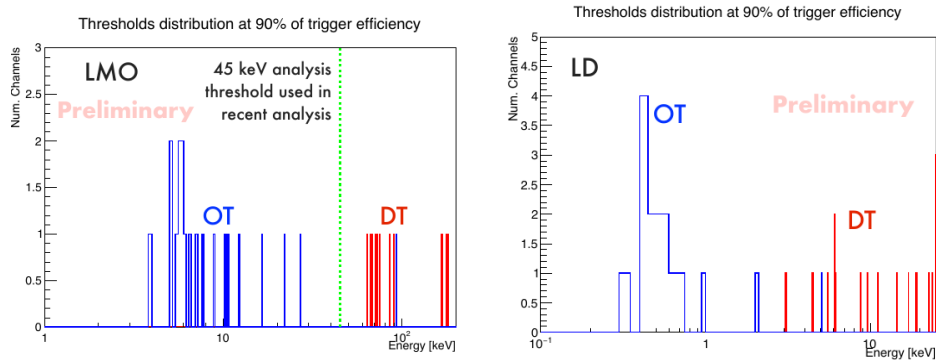 Thresholds distribution at 90% of trigger efficiency
Num. Channels
3
2.5
2
1.5
1
0.5
0
LMO
Preliminary
45 keV analysis
threshold used in
recent analysis
OT
DT
1
10
10²
Energy [keV]
Thresholds distribution at 90% of trigger efficiency
Num. Channels
5
4.5
4
3.5
3
2.5
2
1.5
1
0.5
0
LD
Preliminary
OT
DT
10⁻¹
1
10
Energy [keV]